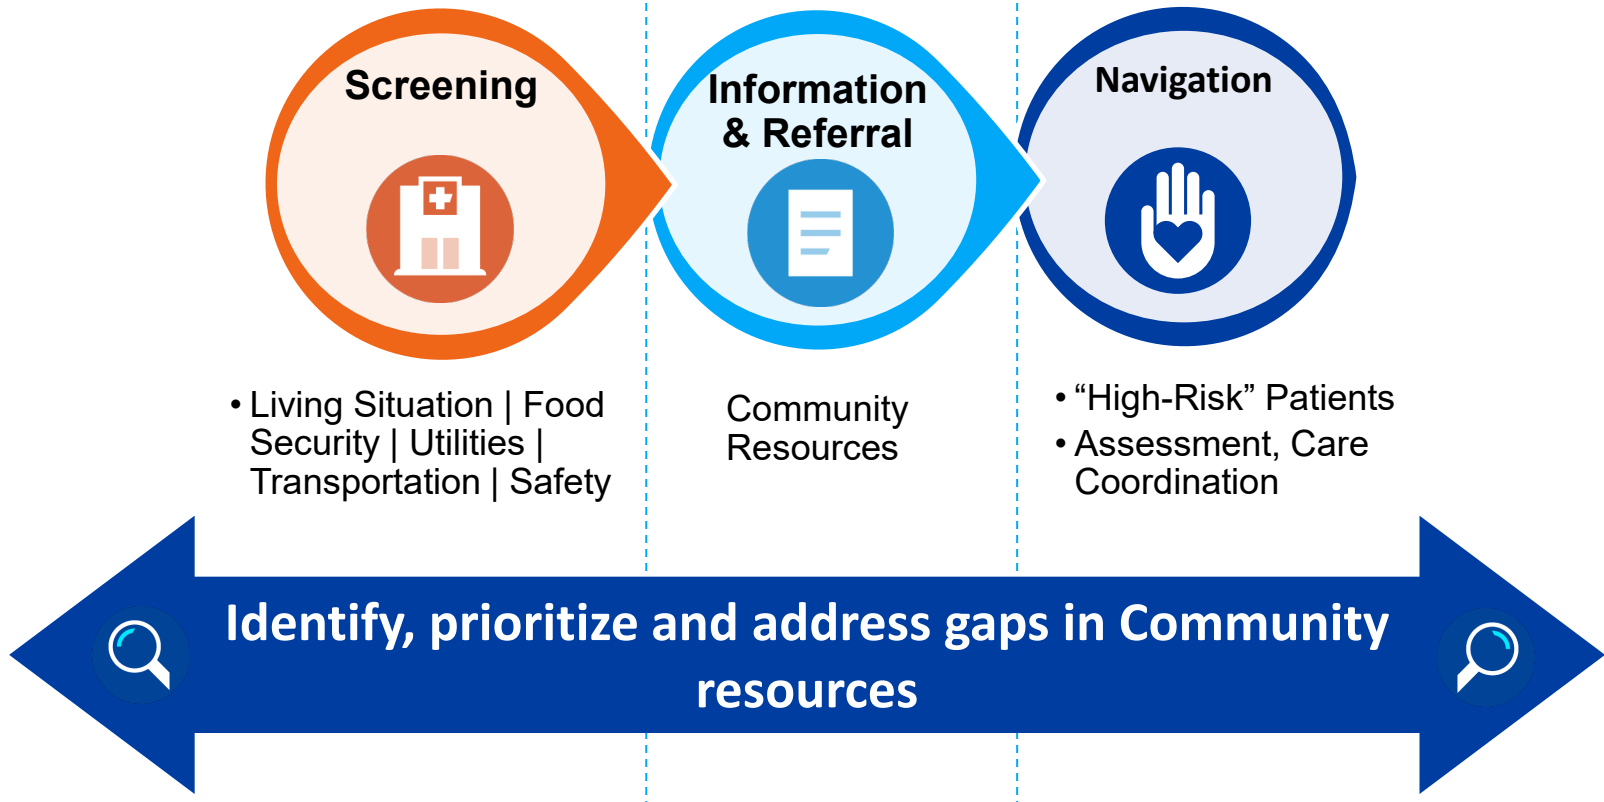 Screening
• Living Situation | Food
Security | Utilities |
Transportation | Safety
Information
& Referral
Community
Resources
Navigation
• “High-Risk” Patients
• Assessment, Care
Coordination
Identify, prioritize and address gaps in Community
resources